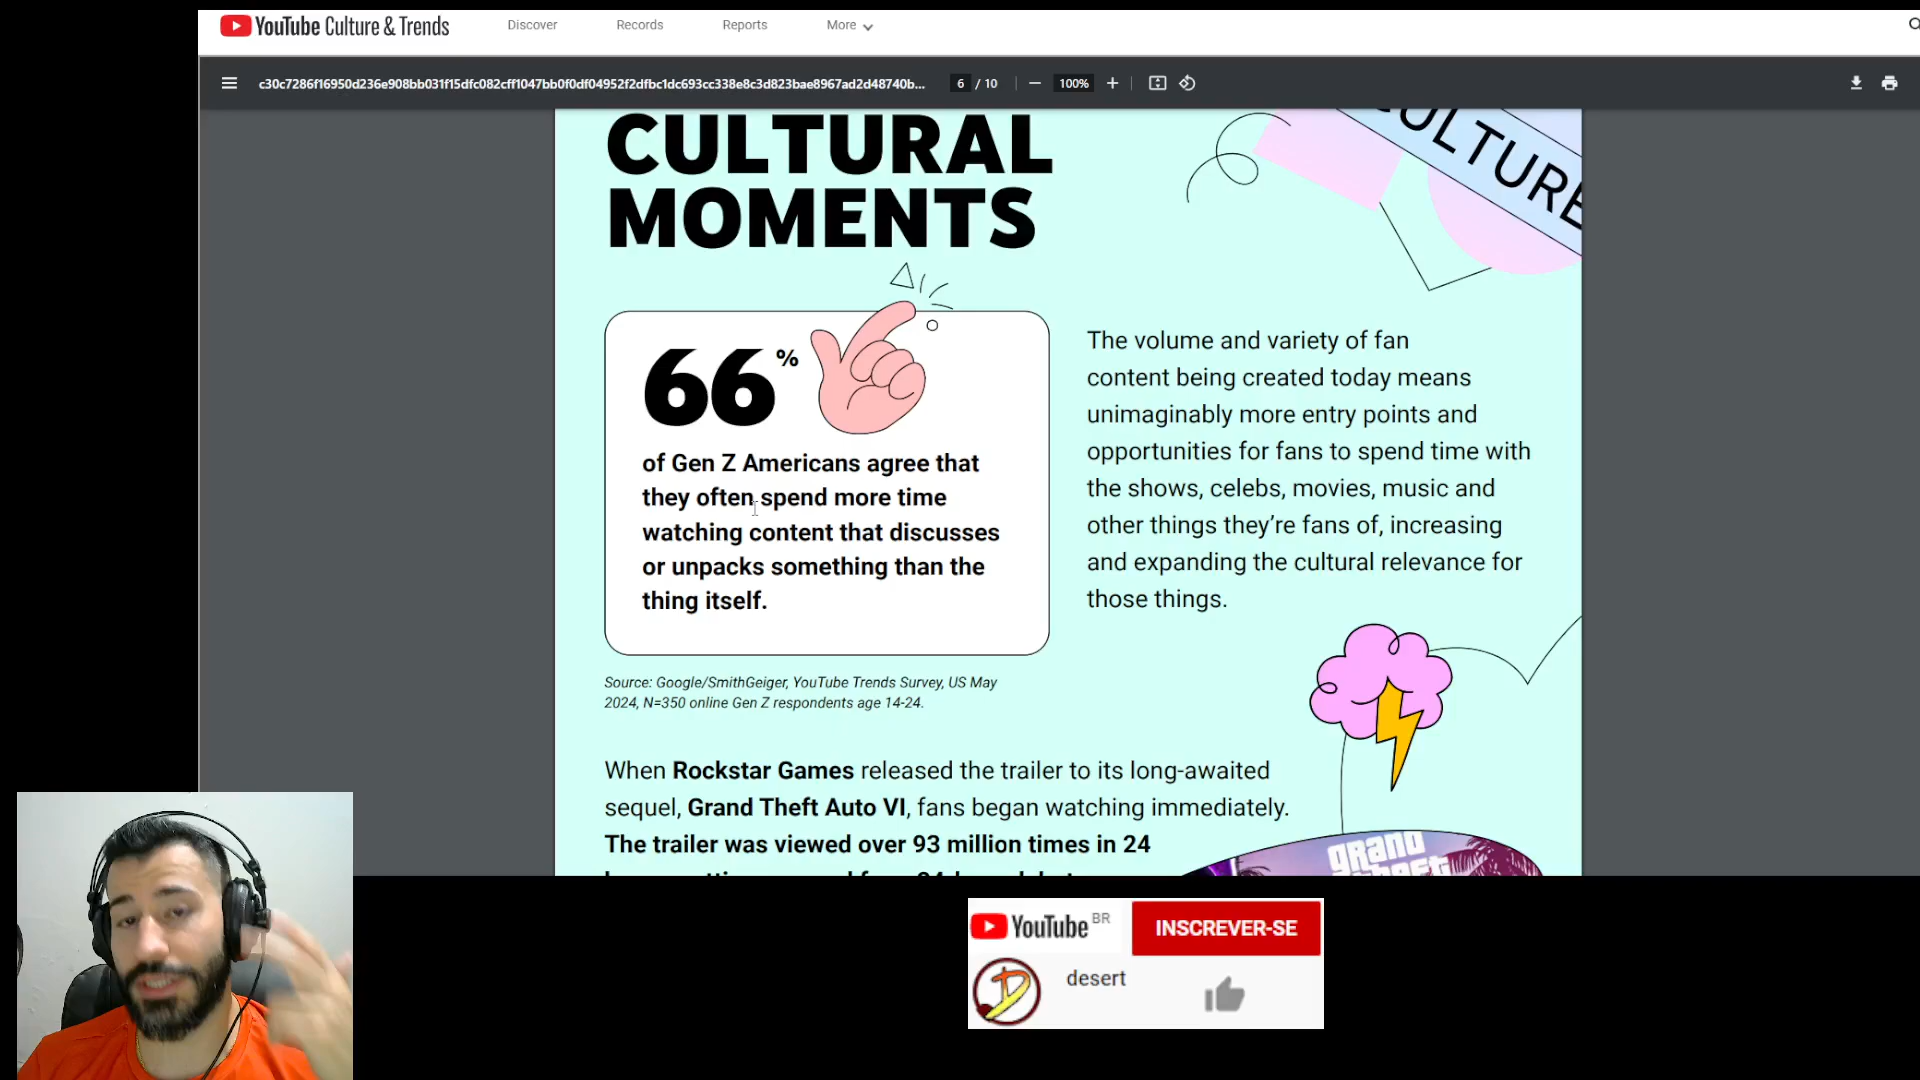 YouTube Culture & Trends
Discover
Records
Reports
More
c30c7286f16950d236e908bb031f15dfc082cff1047bb0f0df04952f2dfbc1dc693cc338e8c3d823bae8967ad2d48740b...
6 / 10
100%
CULTURAL
MOMENTS
CULTURE
66%
of Gen Z Americans agree that
they often spend more time
watching content that discusses
or unpacks something than the
thing itself.
Source: Google/SmithGeiger, YouTube Trends Survey, US May
2024, N=350 online Gen Z respondents age 14-24.
The volume and variety of fan
content being created today means
unimaginably more entry points and
opportunities for fans to spend time with
the shows, celebs, movies, music and
other things they’re fans of, increasing
and expanding the cultural relevance for
those things.
When Rockstar Games released the trailer to its long-awaited
sequel, Grand Theft Auto VI, fans began watching immediately.
The trailer was viewed over 93 million times in 24
grand
theft
YouTube BR
INSCREVER-SE
desert